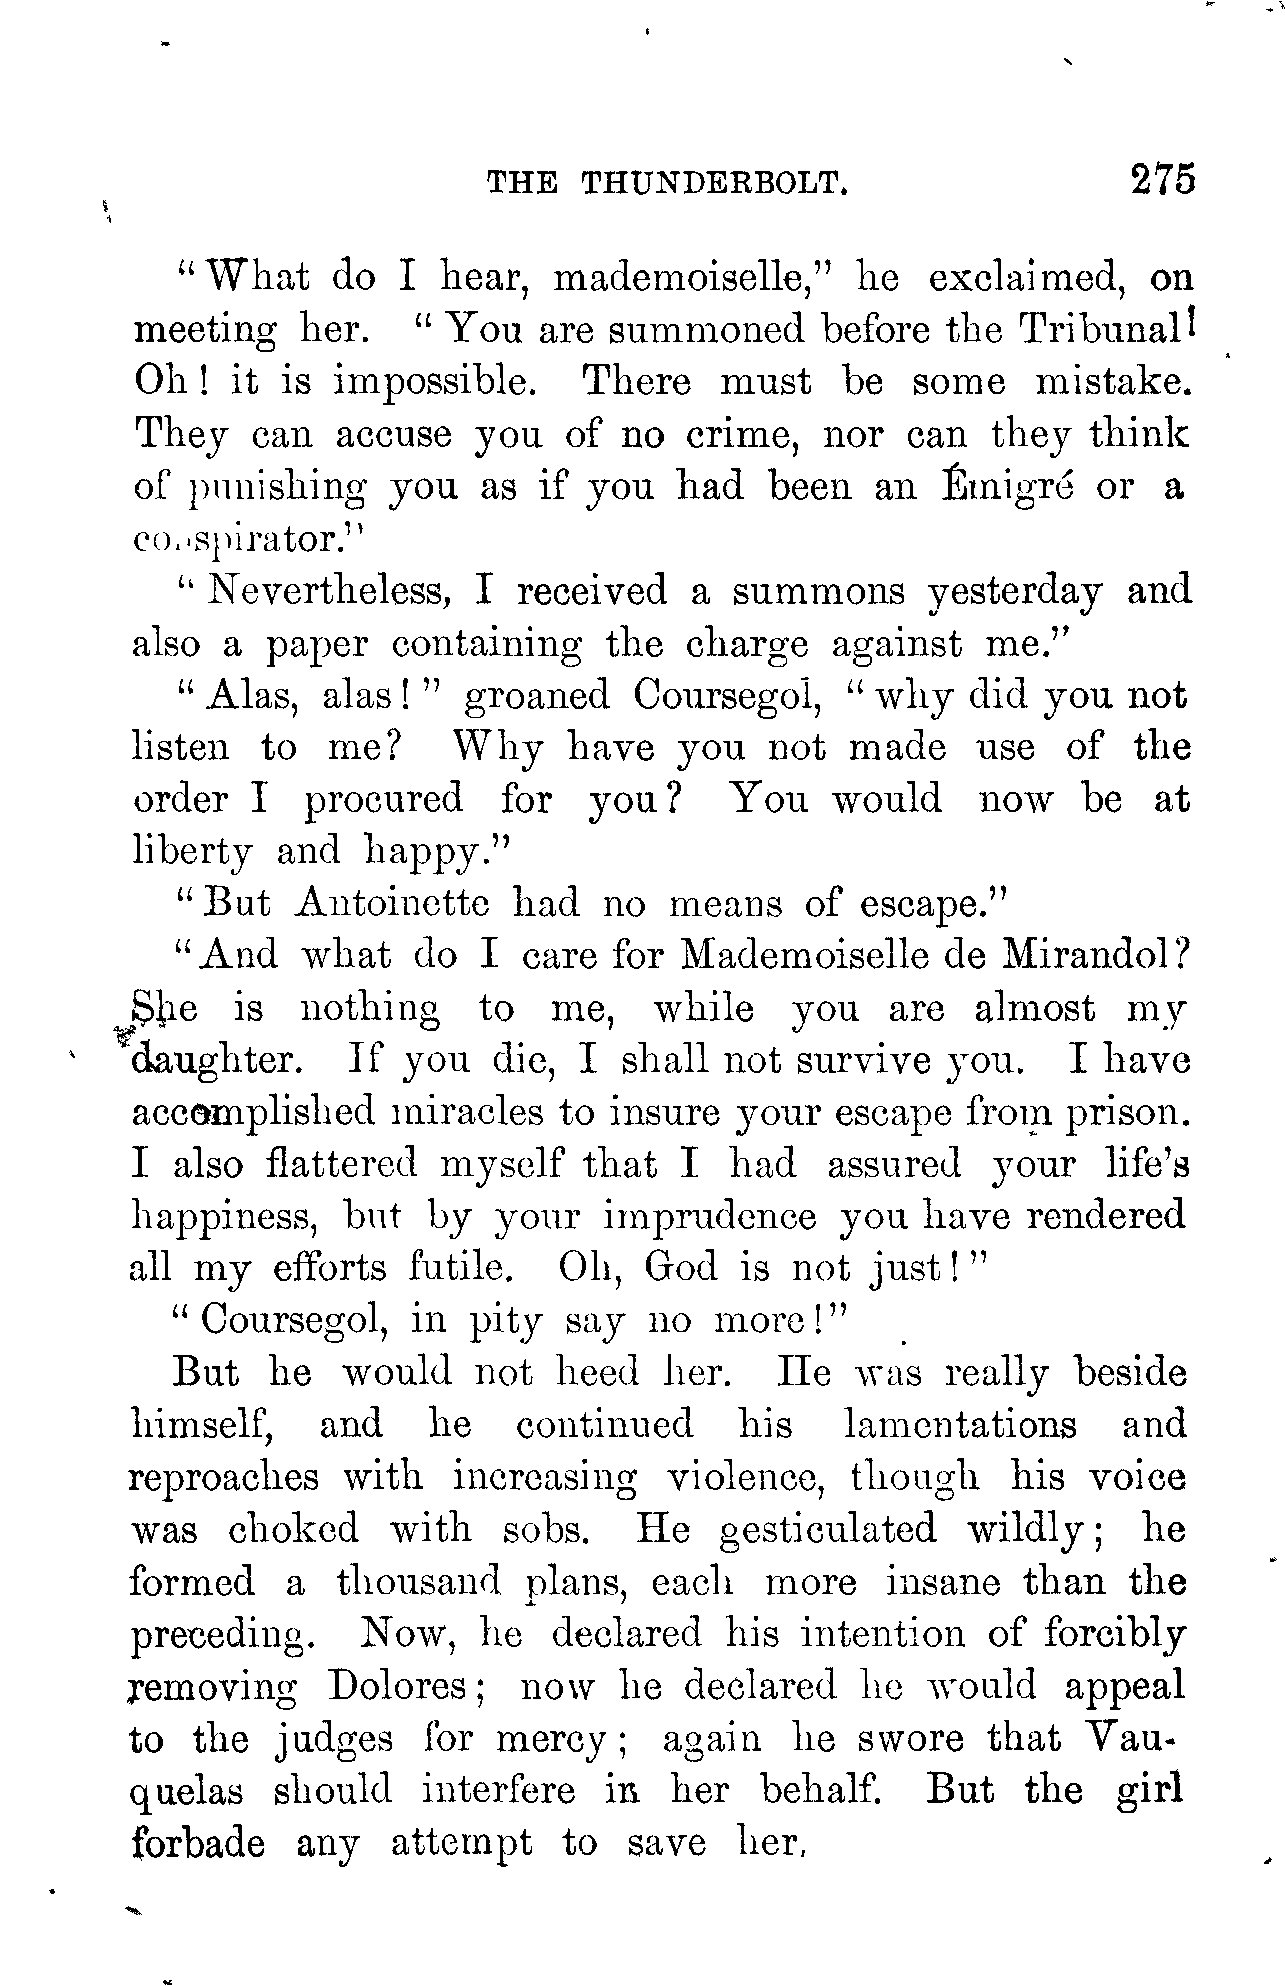 THE THUNDERBOLT. 275
“What do I hear, mademoiselle,” he exclaimed, on
meeting her. “You are summoned before the Tribunal!
Oh! it is impossible. There must be some mistake.
They can accuse you of no crime, nor can they think
of punishing you as if you had been an Émigré or a
conspirator.”
“Nevertheless, I received a summons yesterday and
also a paper containing the charge against me.”
“Alas, alas!” groaned Coursegol, “why did you not
listen to me? Why have you not made use of the
order I procured for you? You would now be at
liberty and happy.”
“But Antoinette had no means of escape.”
“And what do I care for Mademoiselle de Mirandol?
She is nothing to me, while you are almost my
daughter. If you die, I shall not survive you. I have
accomplished miracles to insure your escape from prison.
I also flattered myself that I had assured your life’s
happiness, but by your imprudence you have rendered
all my efforts futile. Oh, God is not just!”
“Coursegol, in pity say no more!”
But he would not heed her. He was really beside
himself, and he continued his lamentations and
reproaches with increasing violence, though his voice
was choked with sobs. He gesticulated wildly; he
formed a thousand plans, each more insane than the
preceding. Now, he declared his intention of forcibly
removing Dolores; now he declared he would appeal
to the judges for mercy; again he swore that Vau-
quelas should interfere in her behalf. But the girl
forbade any attempt to save her.